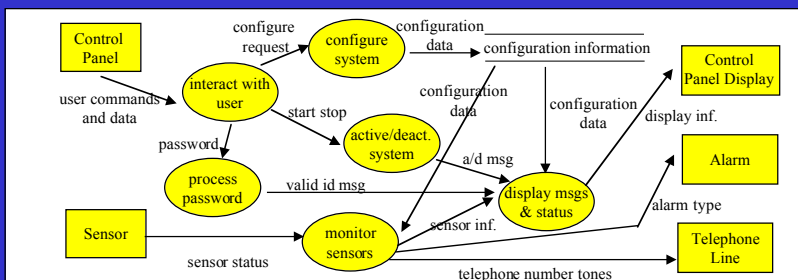 Control
Panel
configure
request
configure
system
configuration
data
configuration information
Control
Panel Display
user commands
and data
interact with
user
start stop
configuration
data
configuration
data
display inf.
password
active/deact.
system
a/d msg
process
password
valid id msg
display msgs
& status
Alarm
alarm type
Sensor
sensor status
monitor
sensors
sensor inf.
telephone number tones
Telephone
Line